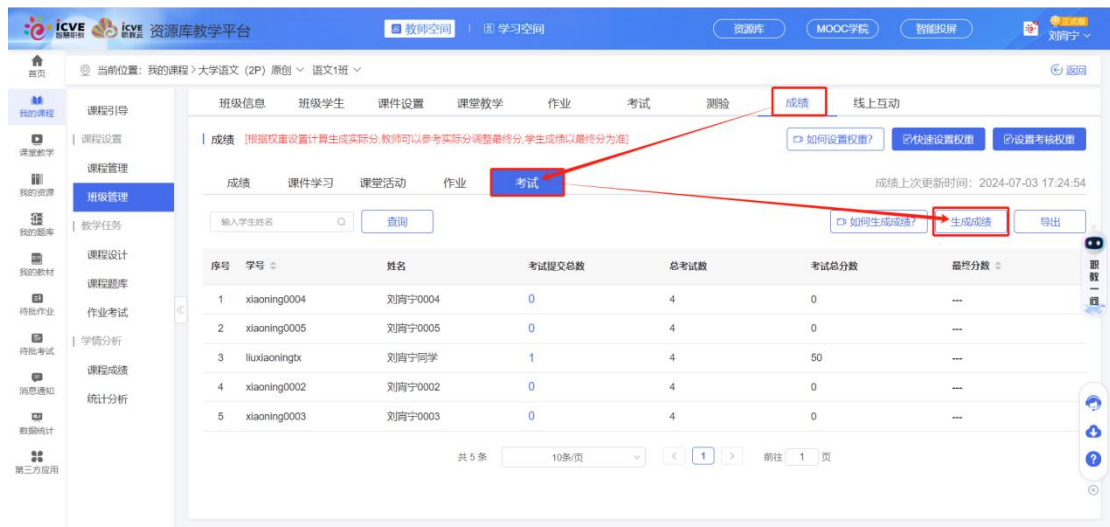 icve 智慧职教 icve 职教云 资源库教学平台 教师空间 学习空间 资源库 MOOC学院 智能投屏 正式版 刘宵宁
首页
当前位置：我的课程 > 大学语文（2P）原创 语文1班 返回
我的课程
课堂教学
我的资源
我的题库
我的教材
待批作业
待批考试
消息通知
数据统计
第三方应用
课程引导
课程设置
课程管理
班级管理
教学任务
课程设计
课程题库
作业考试
学情分析
课程成绩
统计分析
班级信息 班级学生 课件设置 课堂教学 作业 考试 测验 成绩 线上互动
成绩 [根据权重设置计算生成实际分,教师可以参考实际分调整最终分,学生成绩以最终分为准] 如何设置权重? 快速设置权重 设置考核权重
成绩 课件学习 课堂活动 作业 考试 成绩上次更新时间：2024-07-03 17:24:54
输入学生姓名 查询 如何生成成绩? 生成成绩 导出
序号 学号 姓名 考试提交总数 总考试数 考试总分数 最终分数
1 xiaoning0004 刘宵宁0004 0 4 0 ---
2 xiaoning0005 刘宵宁0005 0 4 0 ---
3 liuxiaoningtx 刘宵宁同学 1 4 50 ---
4 xiaoning0002 刘宵宁0002 0 4 0 ---
5 xiaoning0003 刘宵宁0003 0 4 0 ---
共 5 条 10条/页 1 前往 1 页
职教一问